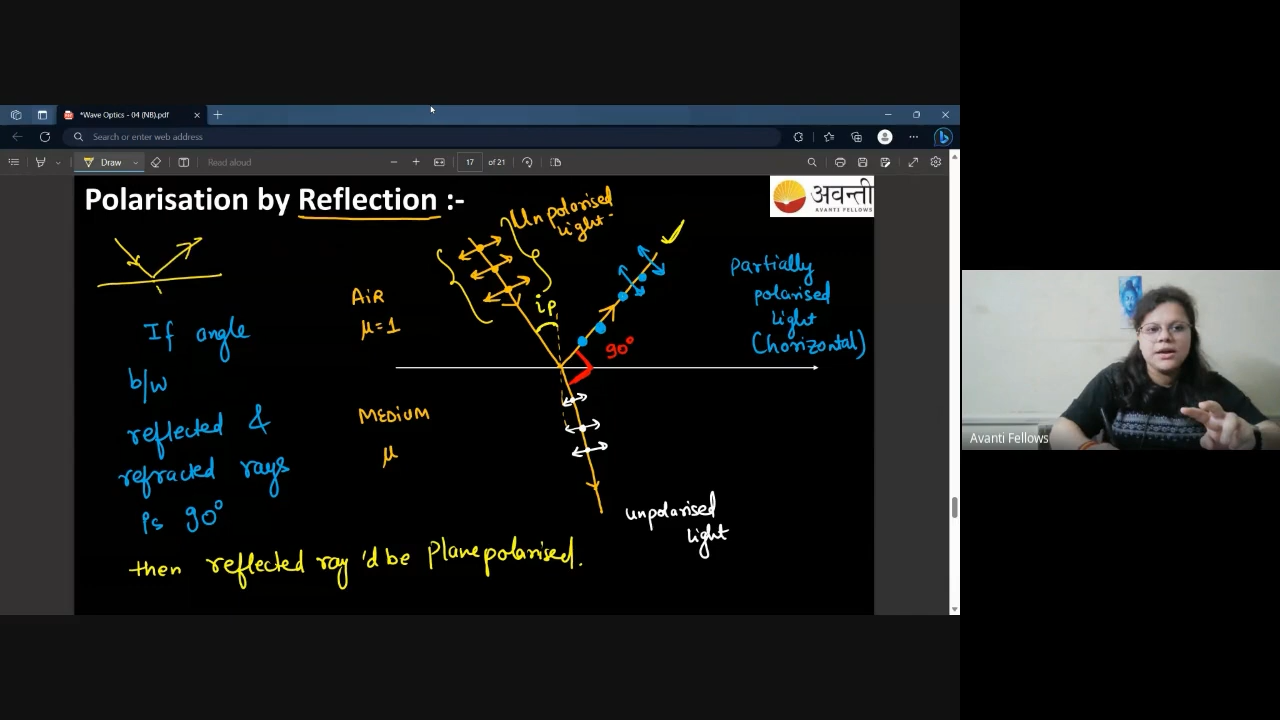 *Wave Optics - 04 (NB).pdf
Search or enter web address
Draw
Read aloud
17 of 21
Polarisation by Reflection :-
अवन्ती
AVANTI FELLOWS
Unpolarised
light
ip
AIR
μ=1
90°
partially
polarised
light
(horizontal)
If angle
b/w
reflected &
refracted rays
is 90°
MEDIUM
μ
unpolarised
light
then reflected ray 'd be Plane polarised.
Avanti Fellows